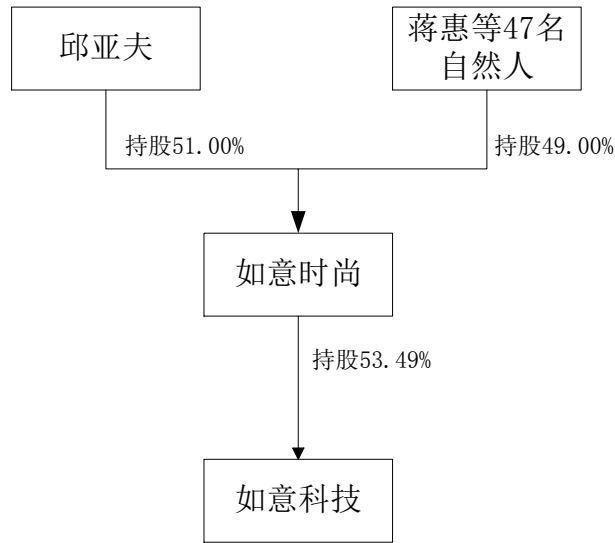 邱亚夫
蒋惠等47名
自然人
持股51.00%
持股49.00%
如意时尚
持股53.49%
如意科技